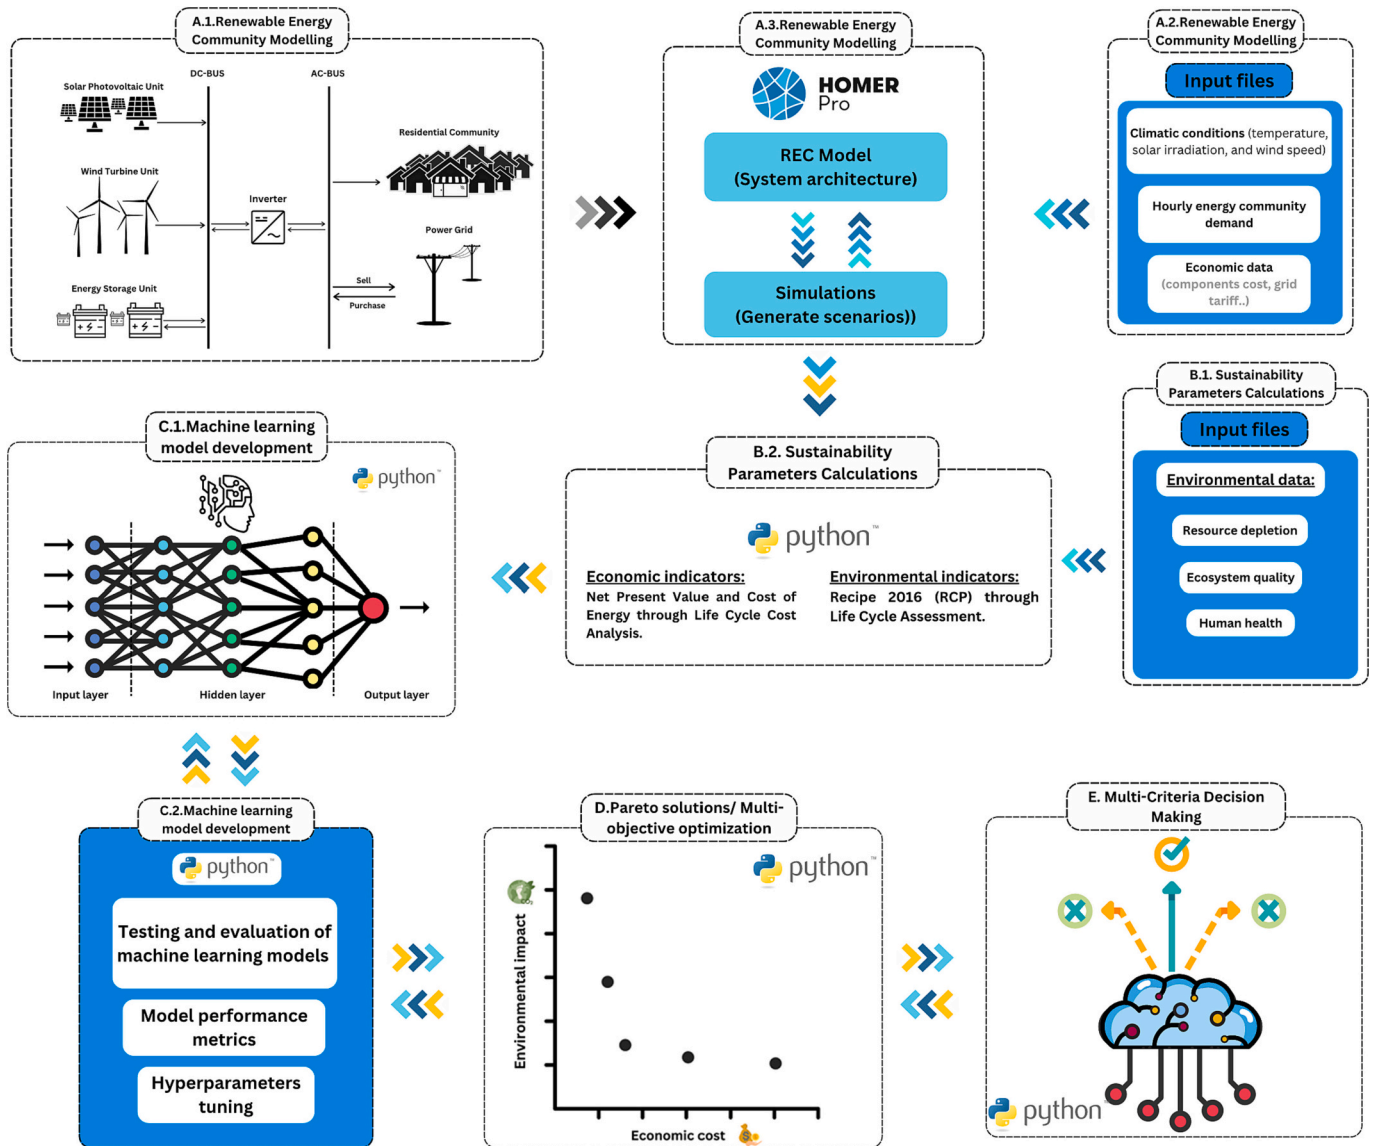 A.1.Renewable Energy
Community Modelling
DC-BUS
AC-BUS
Solar Photovoltaic Unit
Wind Turbine Unit
Energy Storage Unit
Inverter
Residential Community
Power Grid
Sell
Purchase
A.3.Renewable Energy
Community Modelling
HOMER
Pro
REC Model
(System architecture)
Simulations
(Generate scenarios))
A.2.Renewable Energy
Community Modelling
Input files
Climatic conditions (temperature,
solar irradiation, and wind speed)
Hourly energy community
demand
Economic data
(components cost, grid
tariff..)
B.1. Sustainability
Parameters Calculations
Input files
Environmental data:
Resource depletion
Ecosystem quality
Human health
B.2. Sustainability
Parameters Calculations
python™
Economic indicators:
Net Present Value and Cost of
Energy through Life Cycle Cost
Analysis.
Environmental indicators:
Recipe 2016 (RCP) through
Life Cycle Assessment.
C.1.Machine learning
model development
python™
Input layer
Hidden layer
Output layer
C.2.Machine learning
model development
python™
Testing and evaluation of
machine learning models
Model performance
metrics
Hyperparameters
tuning
D.Pareto solutions/ Multi-
objective optimization
python™
CO₂
Environmental impact
Economic cost
E. Multi-Criteria Decision
Making
python™